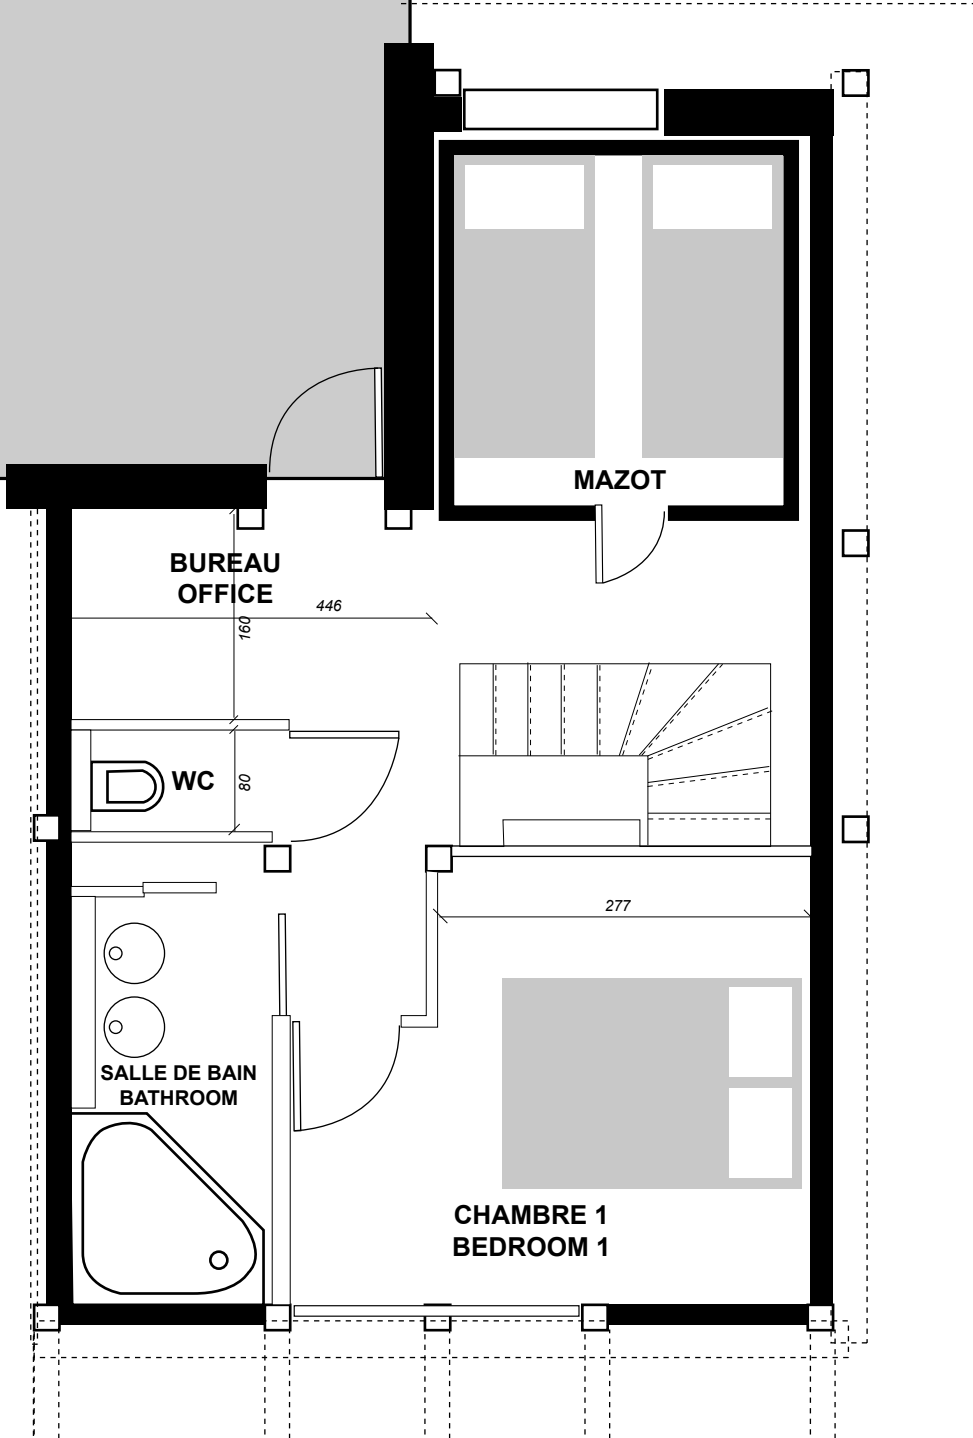 MAZOT
BUREAU
OFFICE
446
160
WC
80
277
SALLE DE BAIN
BATHROOM
CHAMBRE 1
BEDROOM 1